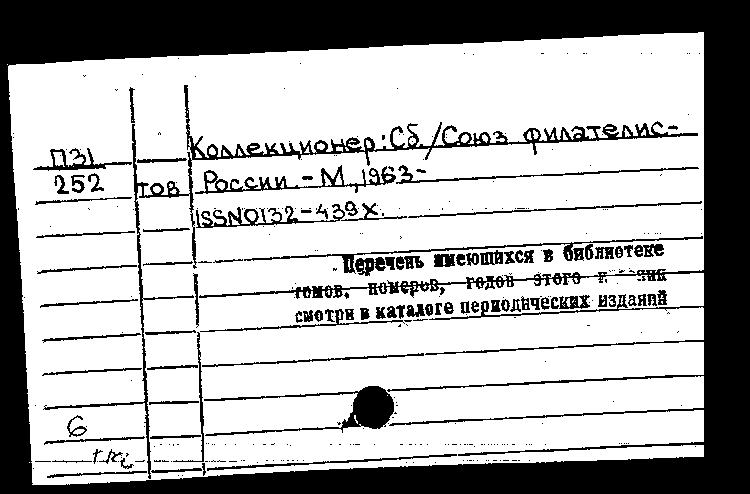 П31
Коллекционер: Сб. / Союз филателис-
252
тов России. - М., 1963-
ISSN0132-439X.
Перечень имеющихся в библиотеке
томов, номеров, годов этого
смотри в каталоге периодических изданий
6